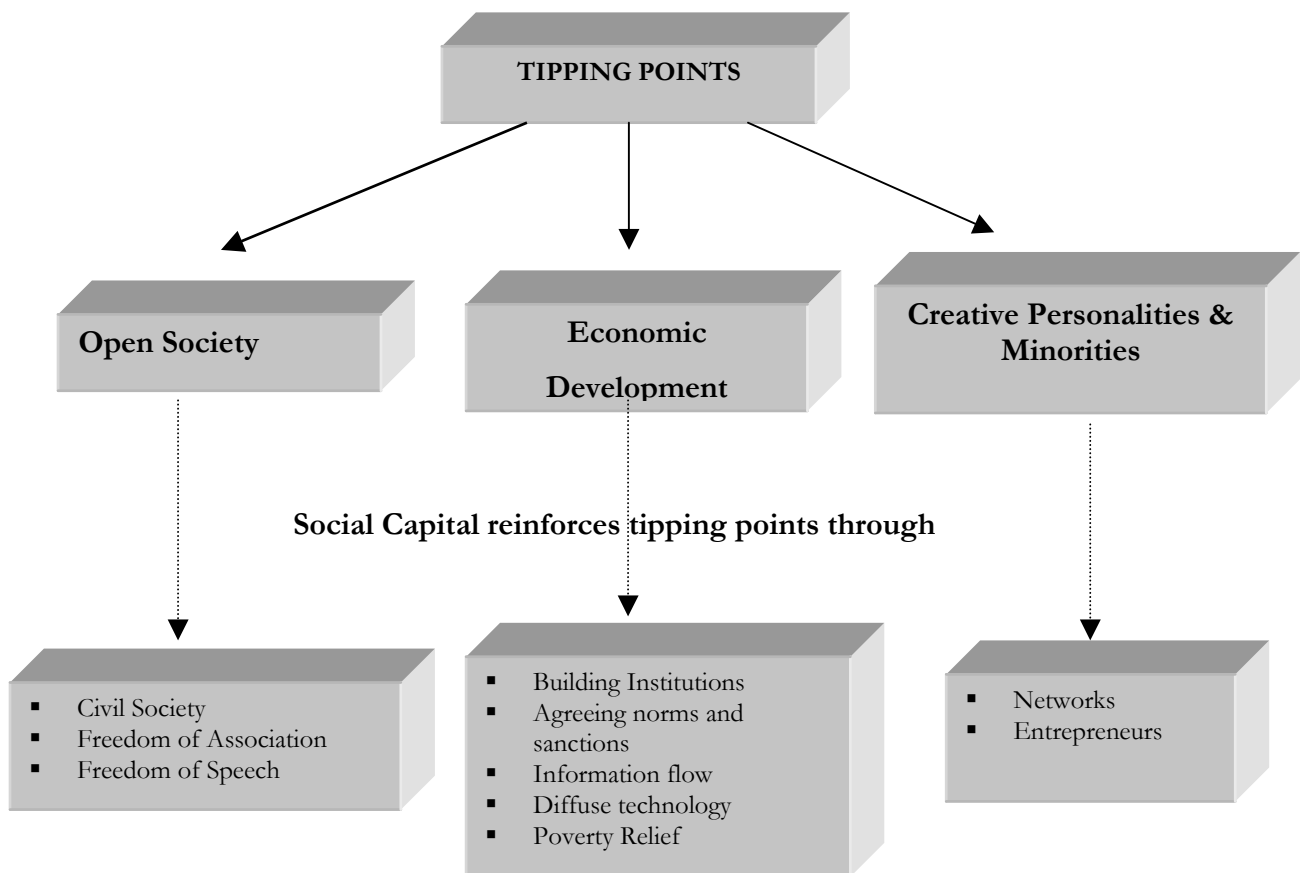 TIPPING POINTS
Open Society
Economic
Development
Creative Personalities &
Minorities
Social Capital reinforces tipping points through
▪ Civil Society
▪ Freedom of Association
▪ Freedom of Speech
▪ Building Institutions
▪ Agreeing norms and
sanctions
▪ Information flow
▪ Diffuse technology
▪ Poverty Relief
▪ Networks
▪ Entrepreneurs